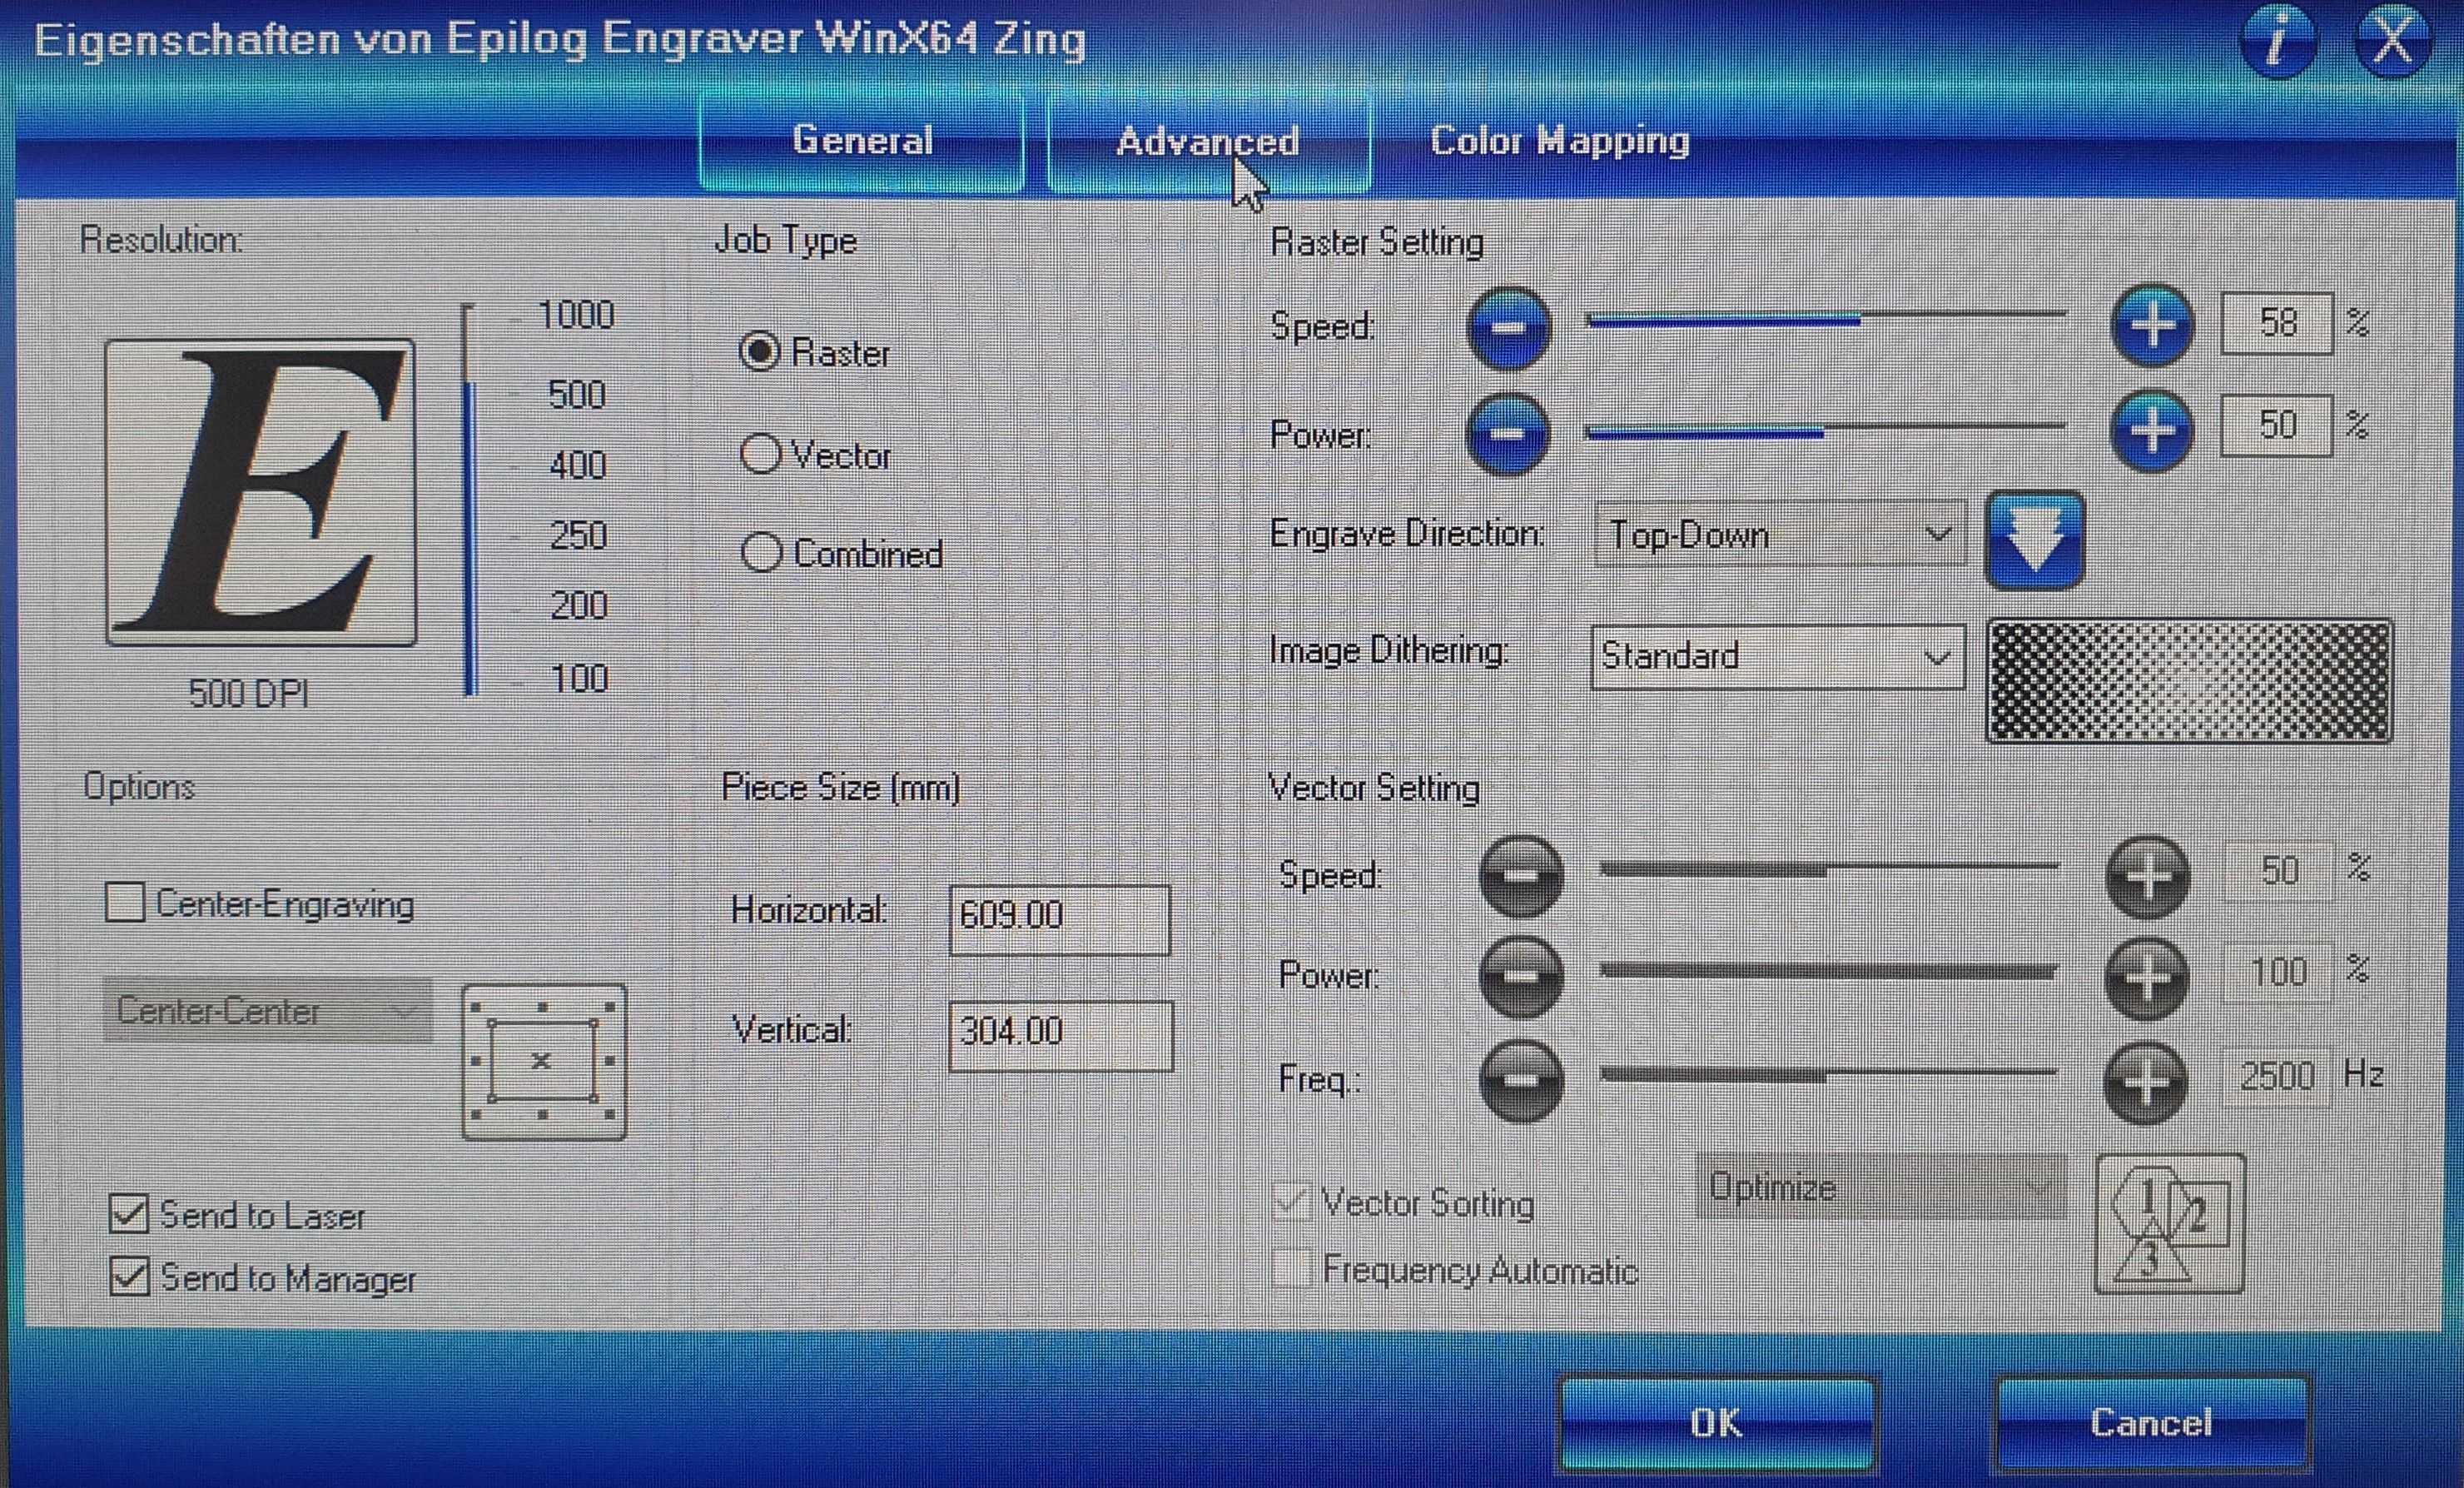 Eigenschaften von Epilog Engraver WinX64 Zing
i X
General Advanced Color Mapping
Resolution:
1000
500
400
250
200
100
E
500 DPI
Job Type
Raster
Vector
Combined
Raster Setting
Speed: 58 %
Power: 50 %
Engrave Direction: Top-Down
Image Dithering: Standard
Options
Center-Engraving
Center-Center
x
Send to Laser
Send to Manager
Piece Size (mm)
Horizontal: 609.00
Vertical: 304.00
Vector Setting
Speed: 50 %
Power: 100 %
Freq.: 2500 Hz
Vector Sorting Optimize
Frequency Automatic
1 2
3
OK Cancel